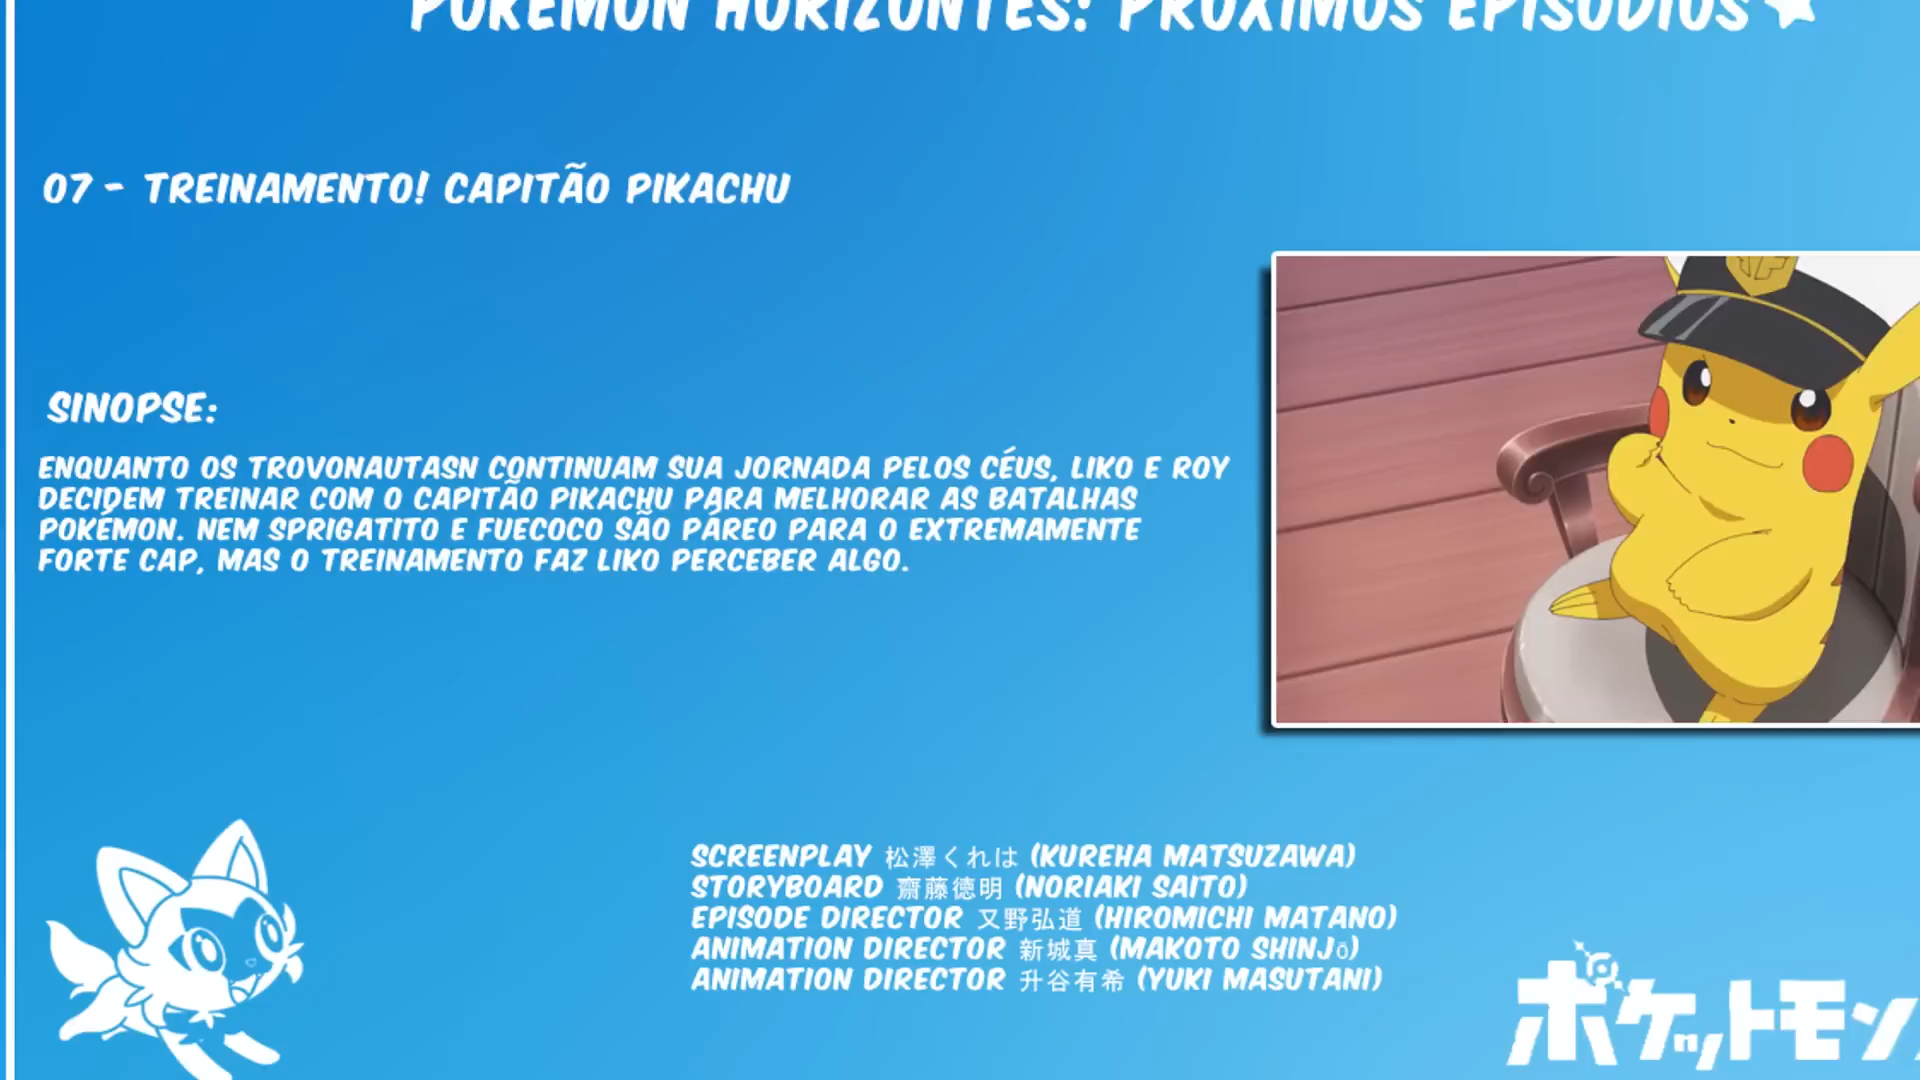 POKÉMON HORIZONTES: PRÓXIMOS EPISÓDIOS
07 - TREINAMENTO! CAPITÃO PIKACHU
SINOPSE:
ENQUANTO OS TROVONAUTASN CONTINUAM SUA JORNADA PELOS CÉUS, LIKO E ROY
DECIDEM TREINAR COM O CAPITÃO PIKACHU PARA MELHORAR AS BATALHAS
POKÉMON. NEM SPRIGATITO E FUECOCO SÃO PÁREO PARA O EXTREMAMENTE
FORTE CAP, MAS O TREINAMENTO FAZ LIKO PERCEBER ALGO.
SCREENPLAY 松澤くれは (KUREHA MATSUZAWA)
STORYBOARD 齋藤徳明 (NORIAKI SAITO)
EPISODE DIRECTOR 又野弘道 (HIROMICHI MATANO)
ANIMATION DIRECTOR 新城真 (MAKOTO SHINJō)
ANIMATION DIRECTOR 升谷有希 (YUKI MASUTANI)
ポケットモン